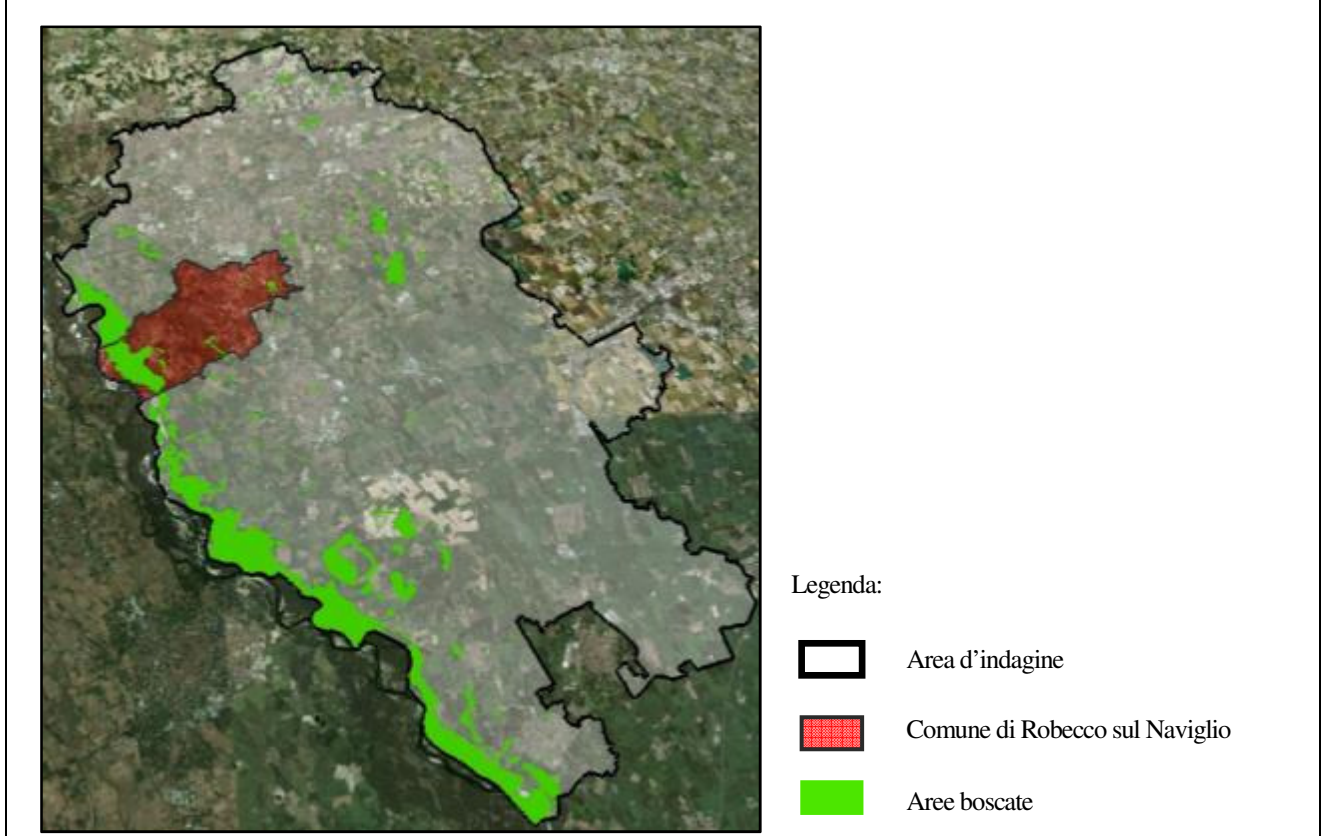 Legenda:
Area d'indagine
Comune di Robecco sul Naviglio
Aree boscate